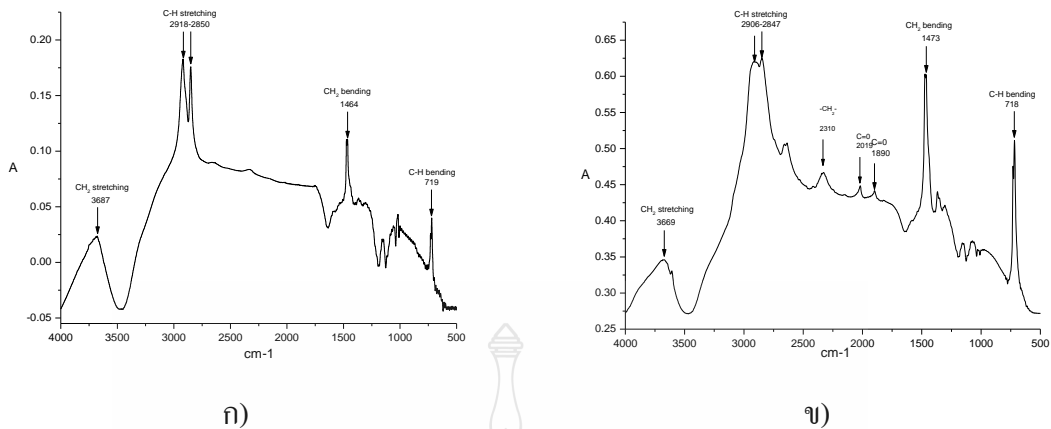 C-H stretching
2918-2850
CH2 bending
1464
C-H bending
719
CH2 stretching
3687
A
0.20
0.15
0.10
0.05
0.00
-0.05
4000 3500 3000 2500 2000 1500 1000 500
cm-1
ก)
C-H stretching
2906-2847
CH2 bending
1473
C-H bending
718
-CH2-
2310
C=0
2019
C=0
1890
CH2 stretching
3669
A
0.65
0.60
0.55
0.50
0.45
0.40
0.35
0.30
0.25
4000 3500 3000 2500 2000 1500 1000 500
cm-1
ข)